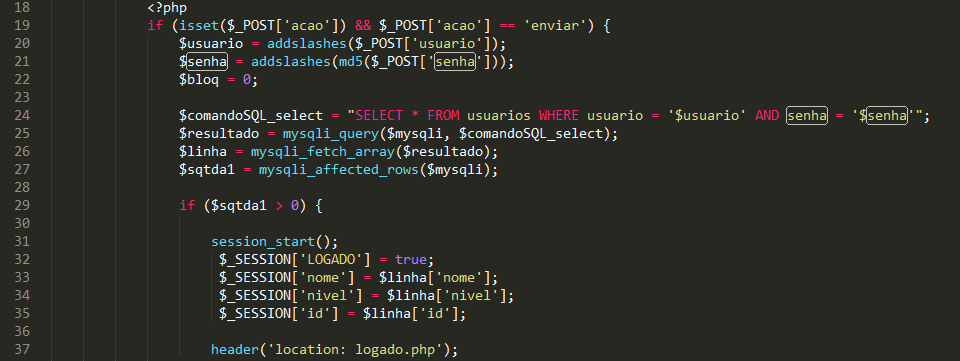 18 <?php
19 if (isset($_POST['acao']) && $_POST['acao'] == 'enviar') {
20 $usuario = addslashes($_POST['usuario']);
21 $senha = addslashes(md5($_POST['senha']));
22 $bloq = 0;
23
24 $comandoSQL_select = "SELECT * FROM usuarios WHERE usuario = '$usuario' AND senha = '$senha'";
25 $resultado = mysqli_query($mysqli, $comandoSQL_select);
26 $linha = mysqli_fetch_array($resultado);
27 $sqtda1 = mysqli_affected_rows($mysqli);
28
29 if ($sqtda1 > 0) {
30
31 session_start();
32 $_SESSION['LOGADO'] = true;
33 $_SESSION['nome'] = $linha['nome'];
34 $_SESSION['nivel'] = $linha['nivel'];
35 $_SESSION['id'] = $linha['id'];
36
37 header('location: logado.php');